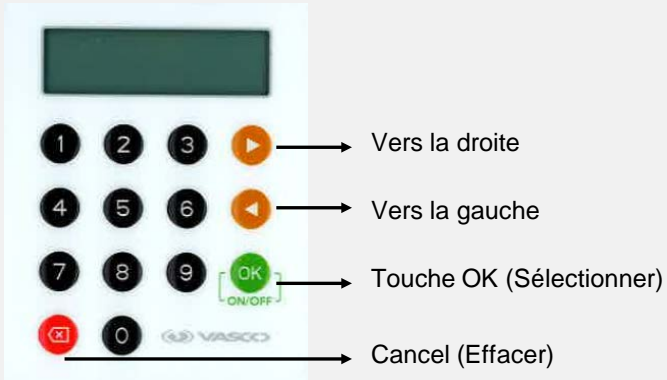 1 2 3 Vers la droite
4 5 6 Vers la gauche
7 8 9 OK Touche OK (Sélectionner)
ON/OFF
0 VASCO Cancel (Effacer)